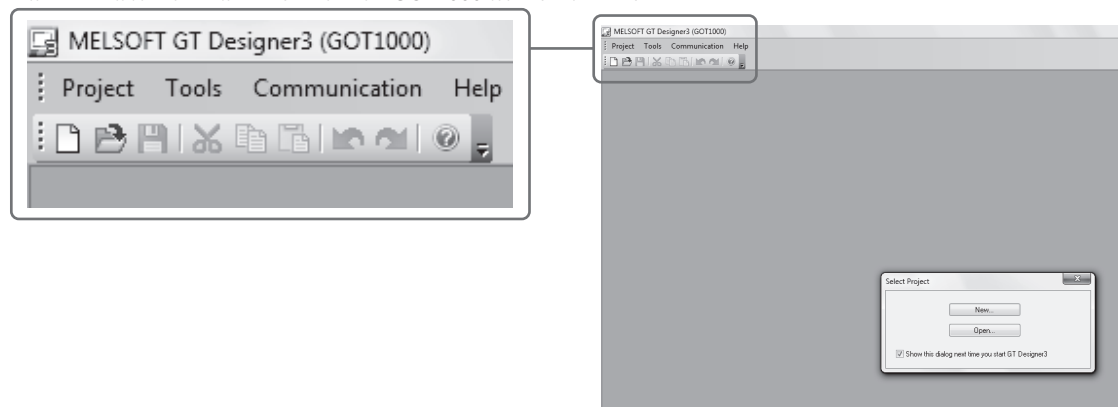 MELSOFT GT Designer3 (GOT1000)
Project Tools Communication Help
MELSOFT GT Designer3 (GOT1000)
Project Tools Communication Help
Select Project
New...
Open...
Show this dialog next time you start GT Designer3